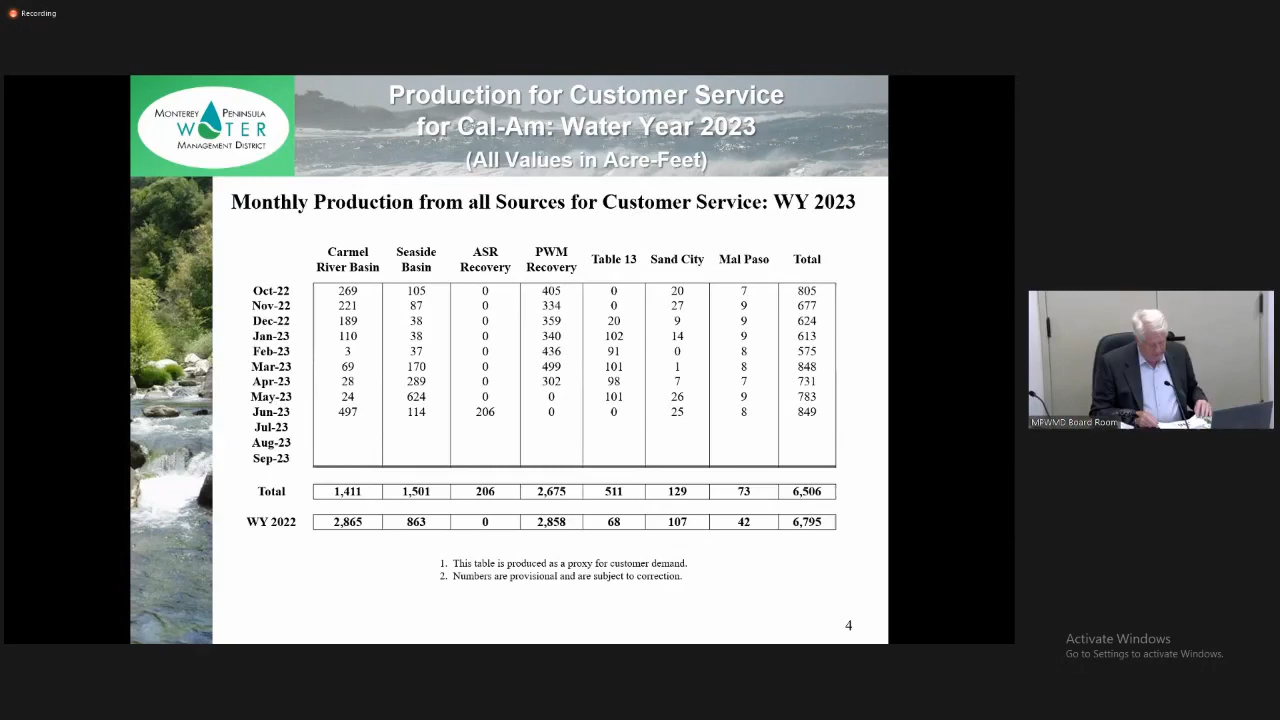 Recording
MONTEREY PENINSULA
WATER
MANAGEMENT DISTRICT
Production for Customer Service
for Cal-Am: Water Year 2023
(All Values in Acre-Feet)
Monthly Production from all Sources for Customer Service: WY 2023
Carmel River Basin Seaside Basin ASR Recovery PWM Recovery Table 13 Sand City Mal Paso Total
Oct-22 269 105 0 405 0 20 7 805
Nov-22 221 87 0 334 0 27 9 677
Dec-22 189 38 0 359 20 9 9 624
Jan-23 110 38 0 340 102 14 9 613
Feb-23 3 37 0 436 91 0 8 575
Mar-23 69 170 0 499 101 1 8 848
Apr-23 28 289 0 302 98 7 7 731
May-23 24 624 0 0 101 26 9 783
Jun-23 497 114 206 0 0 25 8 849
Jul-23
Aug-23
Sep-23
Total 1,411 1,501 206 2,675 511 129 73 6,506
WY 2022 2,865 863 0 2,858 68 107 42 6,795
1. This table is produced as a proxy for customer demand.
2. Numbers are provisional and are subject to correction.
4
MPWMD Board Room
Activate Windows
Go to Settings to activate Windows.